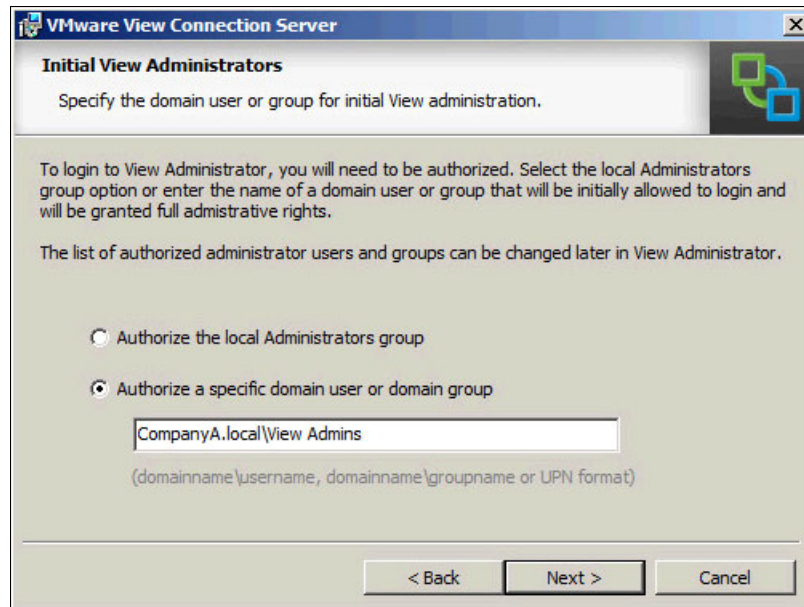 VMware View Connection Server
Initial View Administrators
Specify the domain user or group for initial View administration.
To login to View Administrator, you will need to be authorized. Select the local Administrators
group option or enter the name of a domain user or group that will be initially allowed to login and
will be granted full admistrative rights.
The list of authorized administrator users and groups can be changed later in View Administrator.
Authorize the local Administrators group
Authorize a specific domain user or domain group
CompanyA.local\View Admins
(domainname\username, domainname\groupname or UPN format)
< Back Next > Cancel